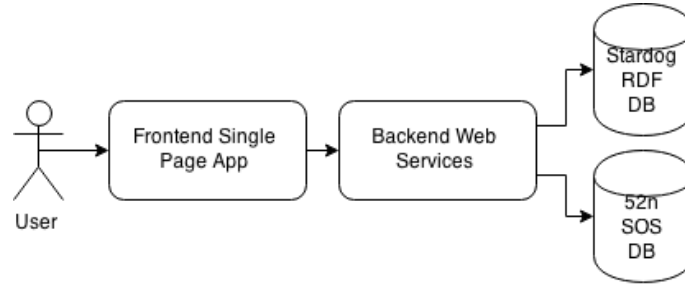 User
Frontend Single
Page App
Backend Web
Services
Stardog
RDF
DB
52n
SOS
DB